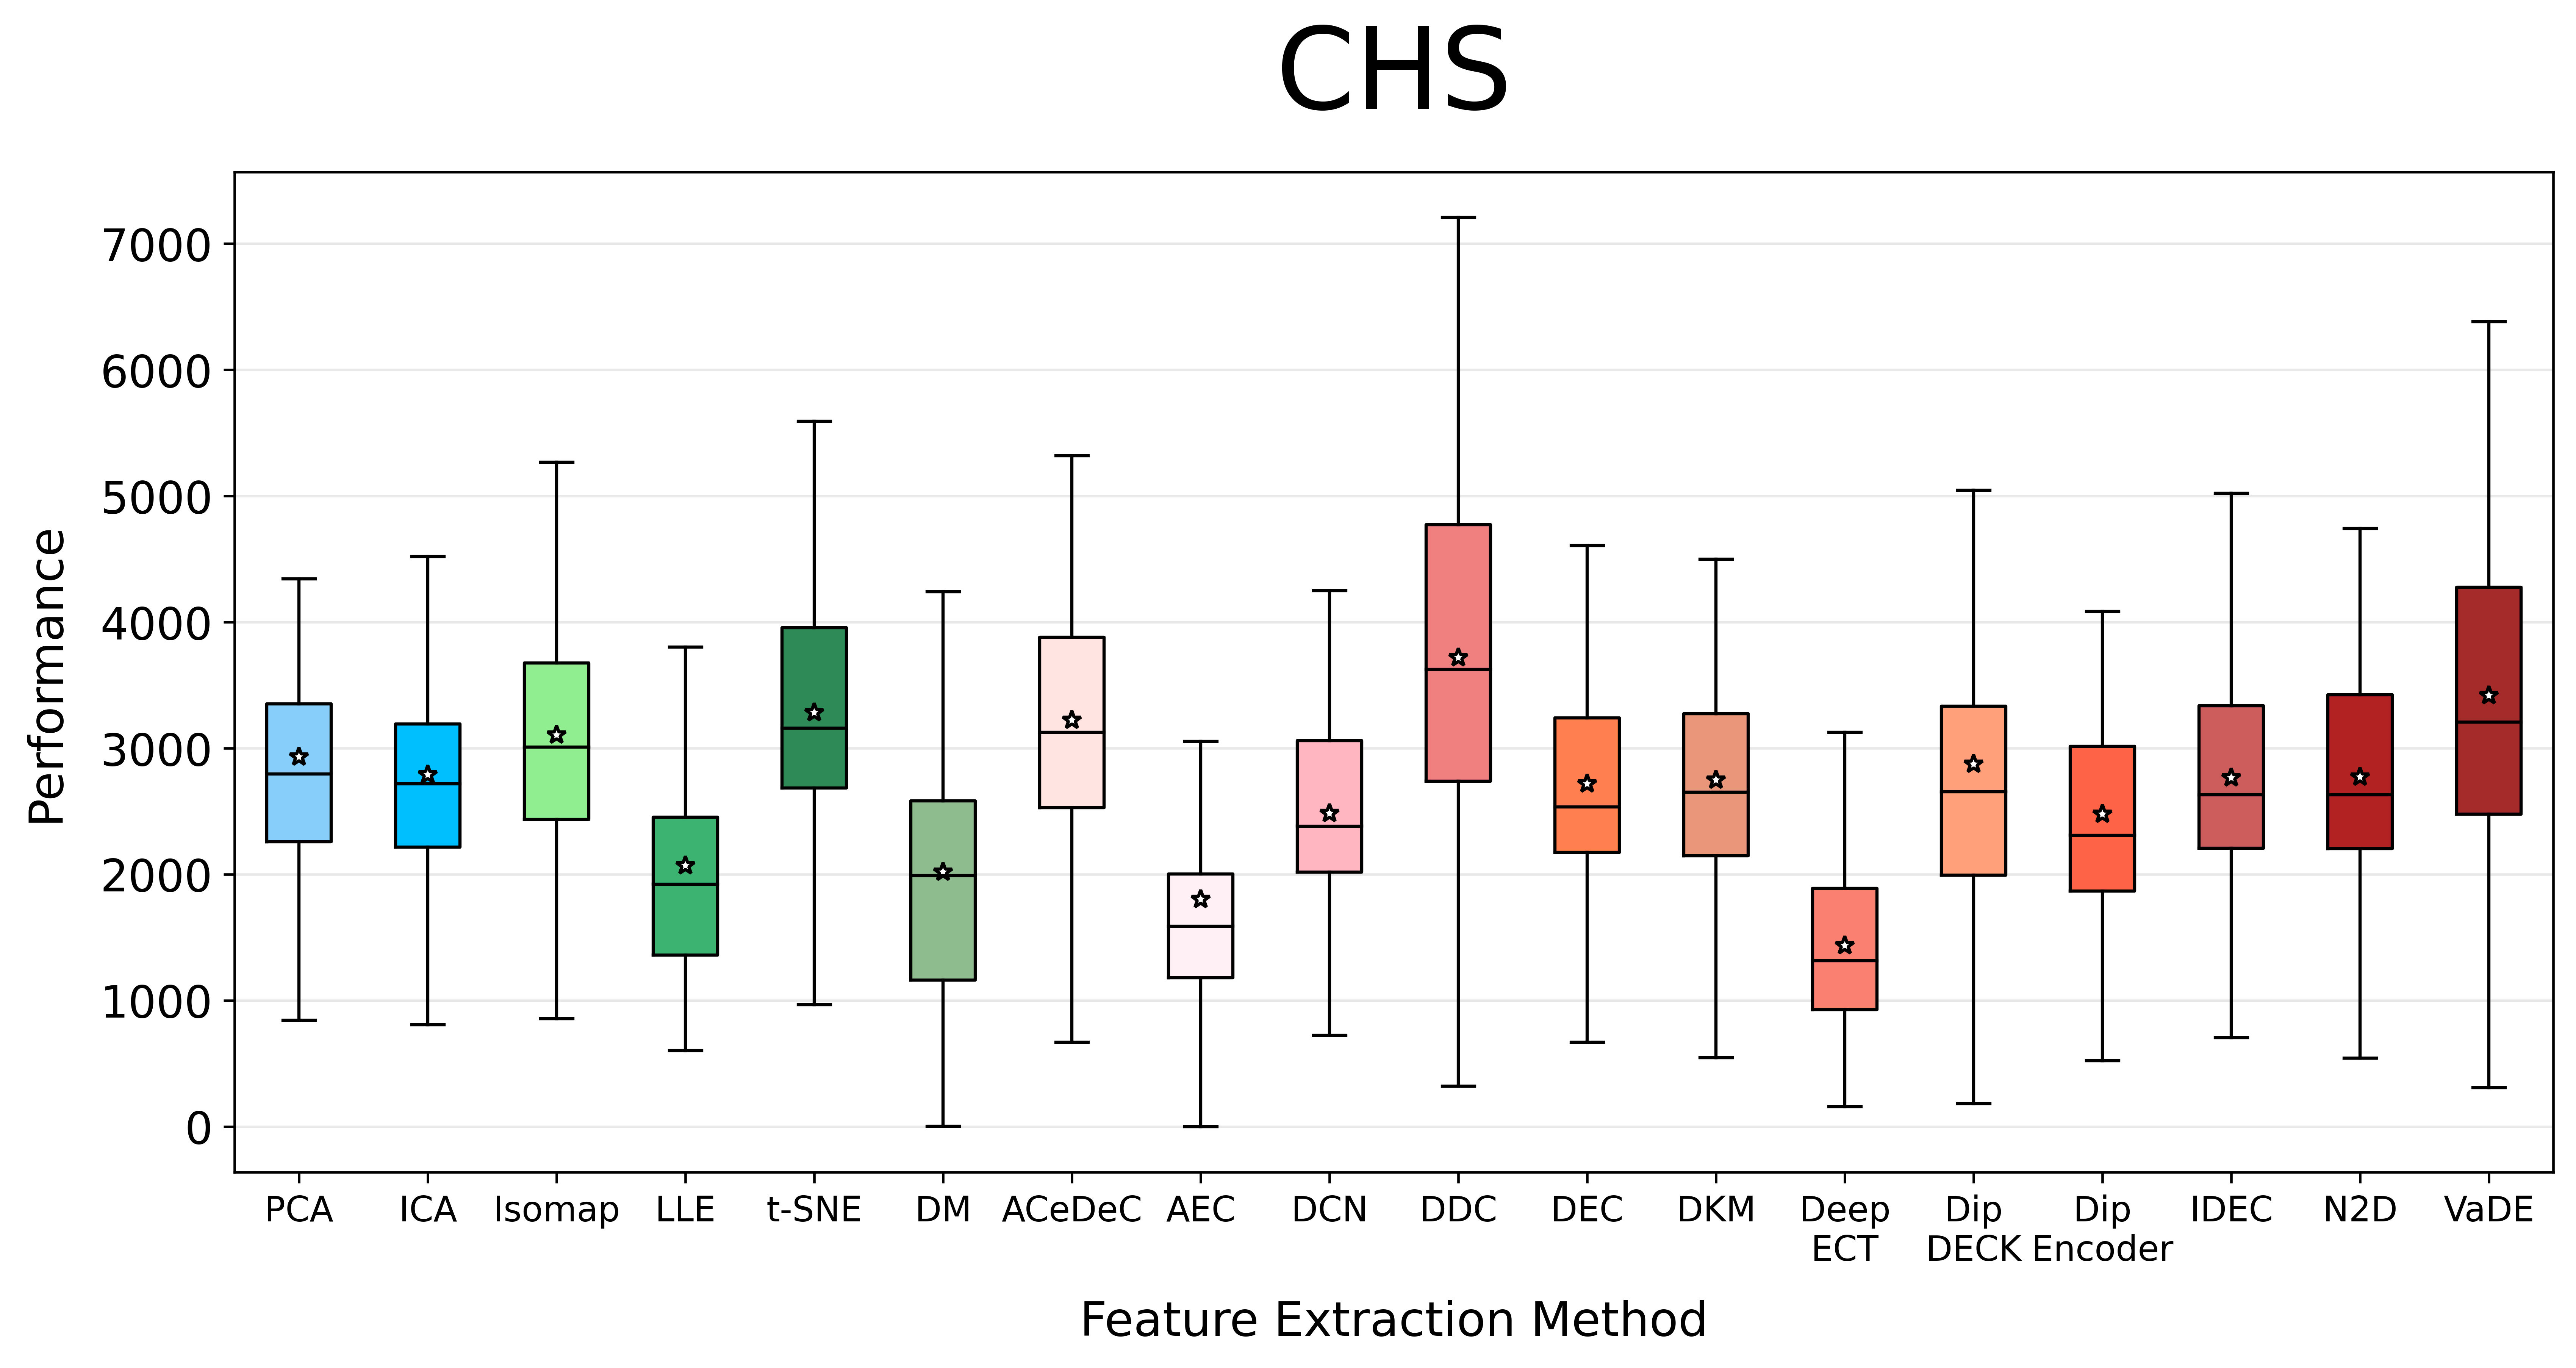 CHS
Performance
7000
6000
5000
4000
3000
2000
1000
0
PCA ICA Isomap LLE t-SNE DM ACeDeC AEC DCN DDC DEC DKM Deep ECT Dip DECK Dip Encoder IDEC N2D VaDE
Feature Extraction Method